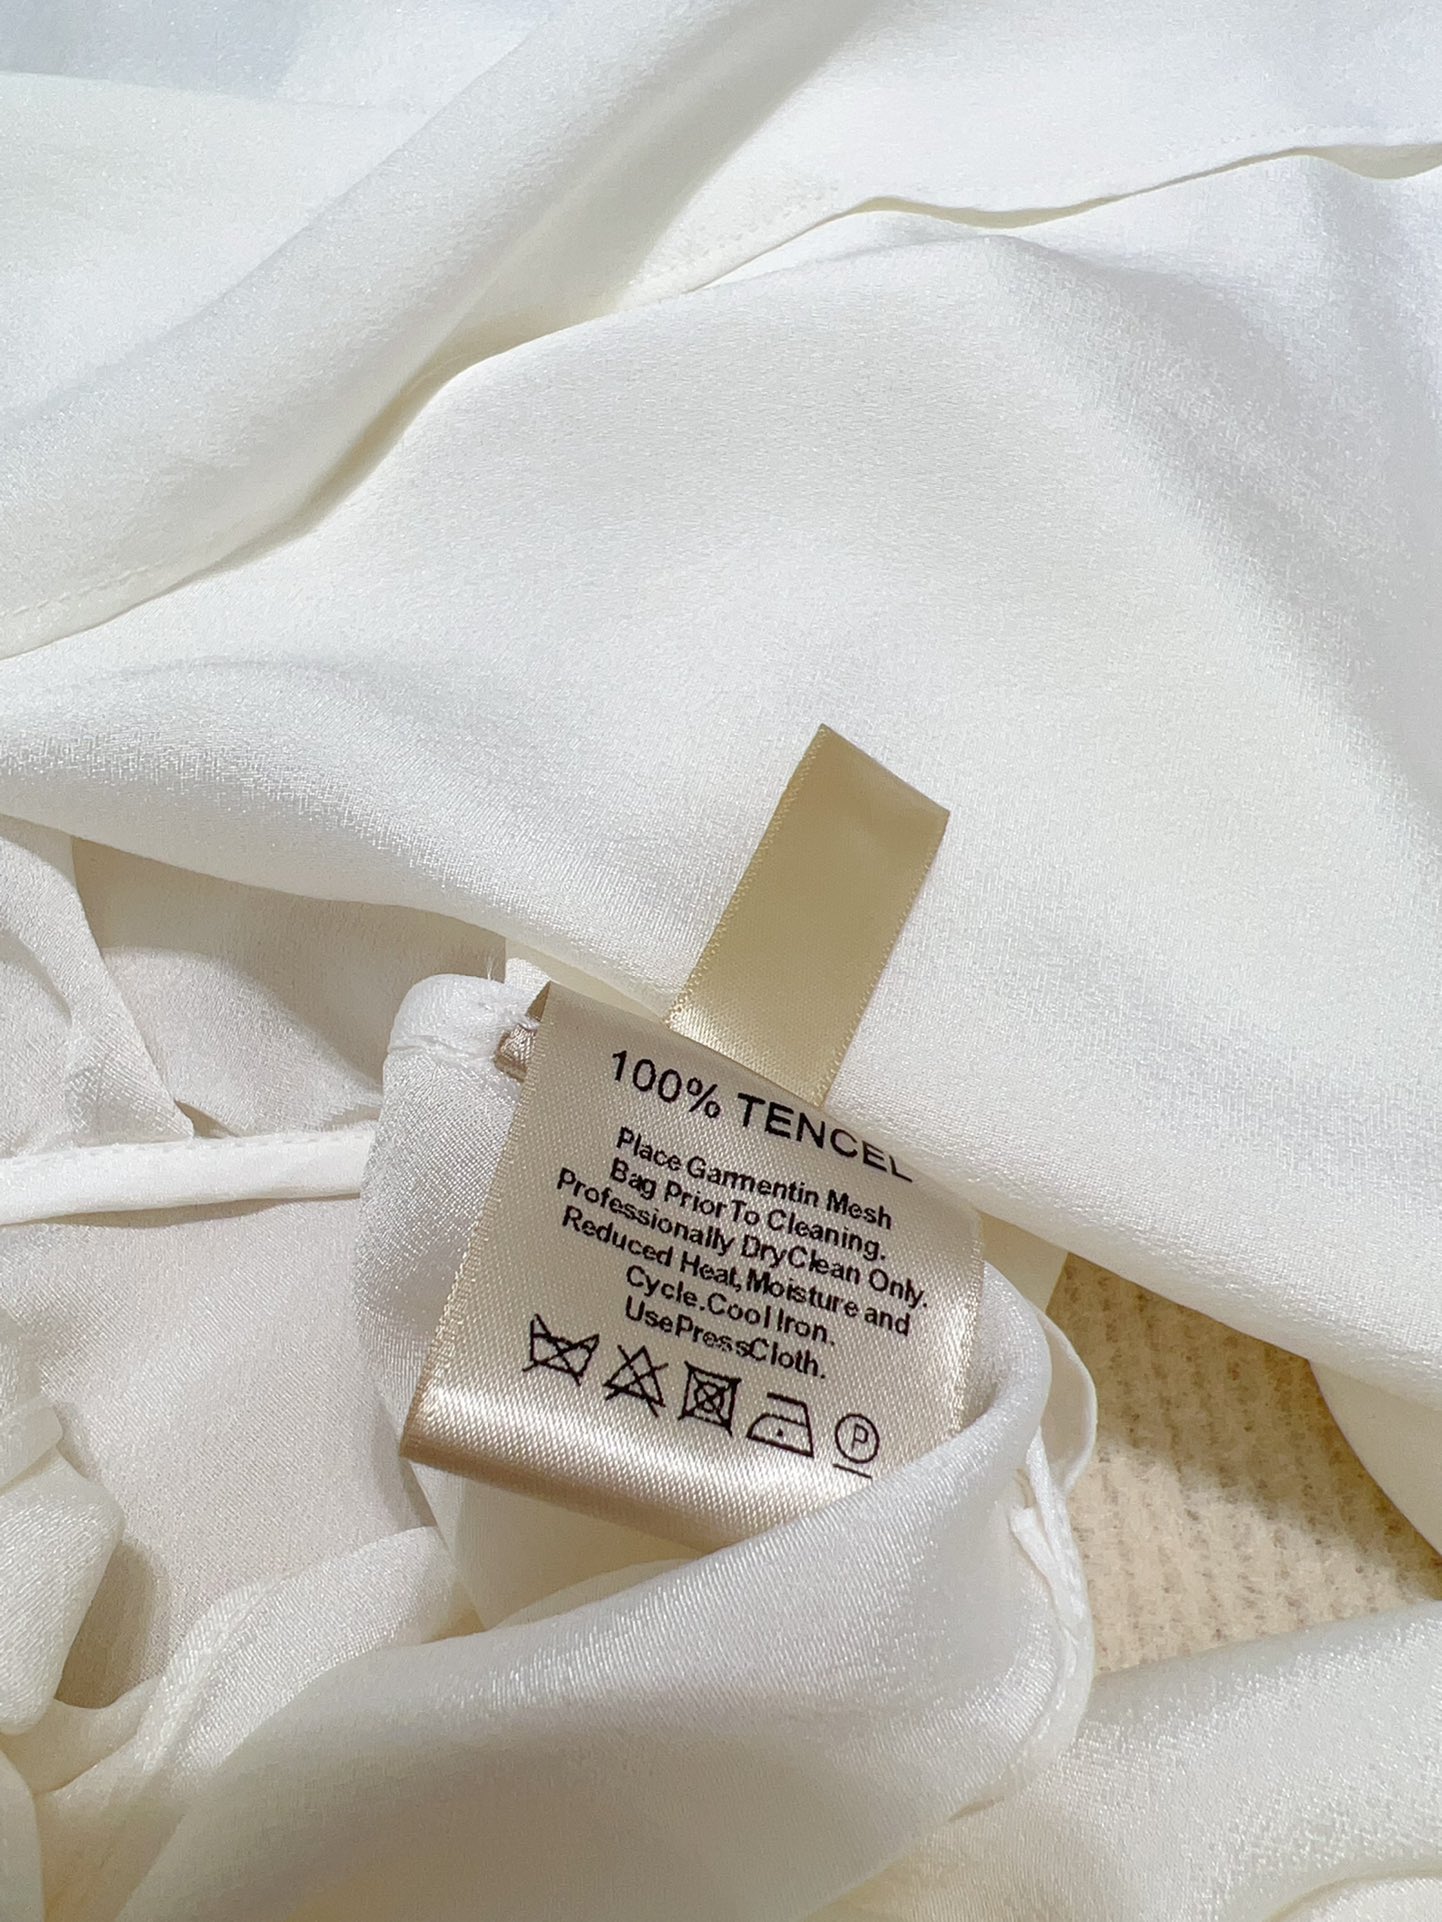 100% TENCEL
Place Garmentin Mesh
Bag Prior To Cleaning.
Professionally DryClean Only.
Reduced Heat,Moisture and
Cycle.Cool Iron.
UsePressCloth.
P